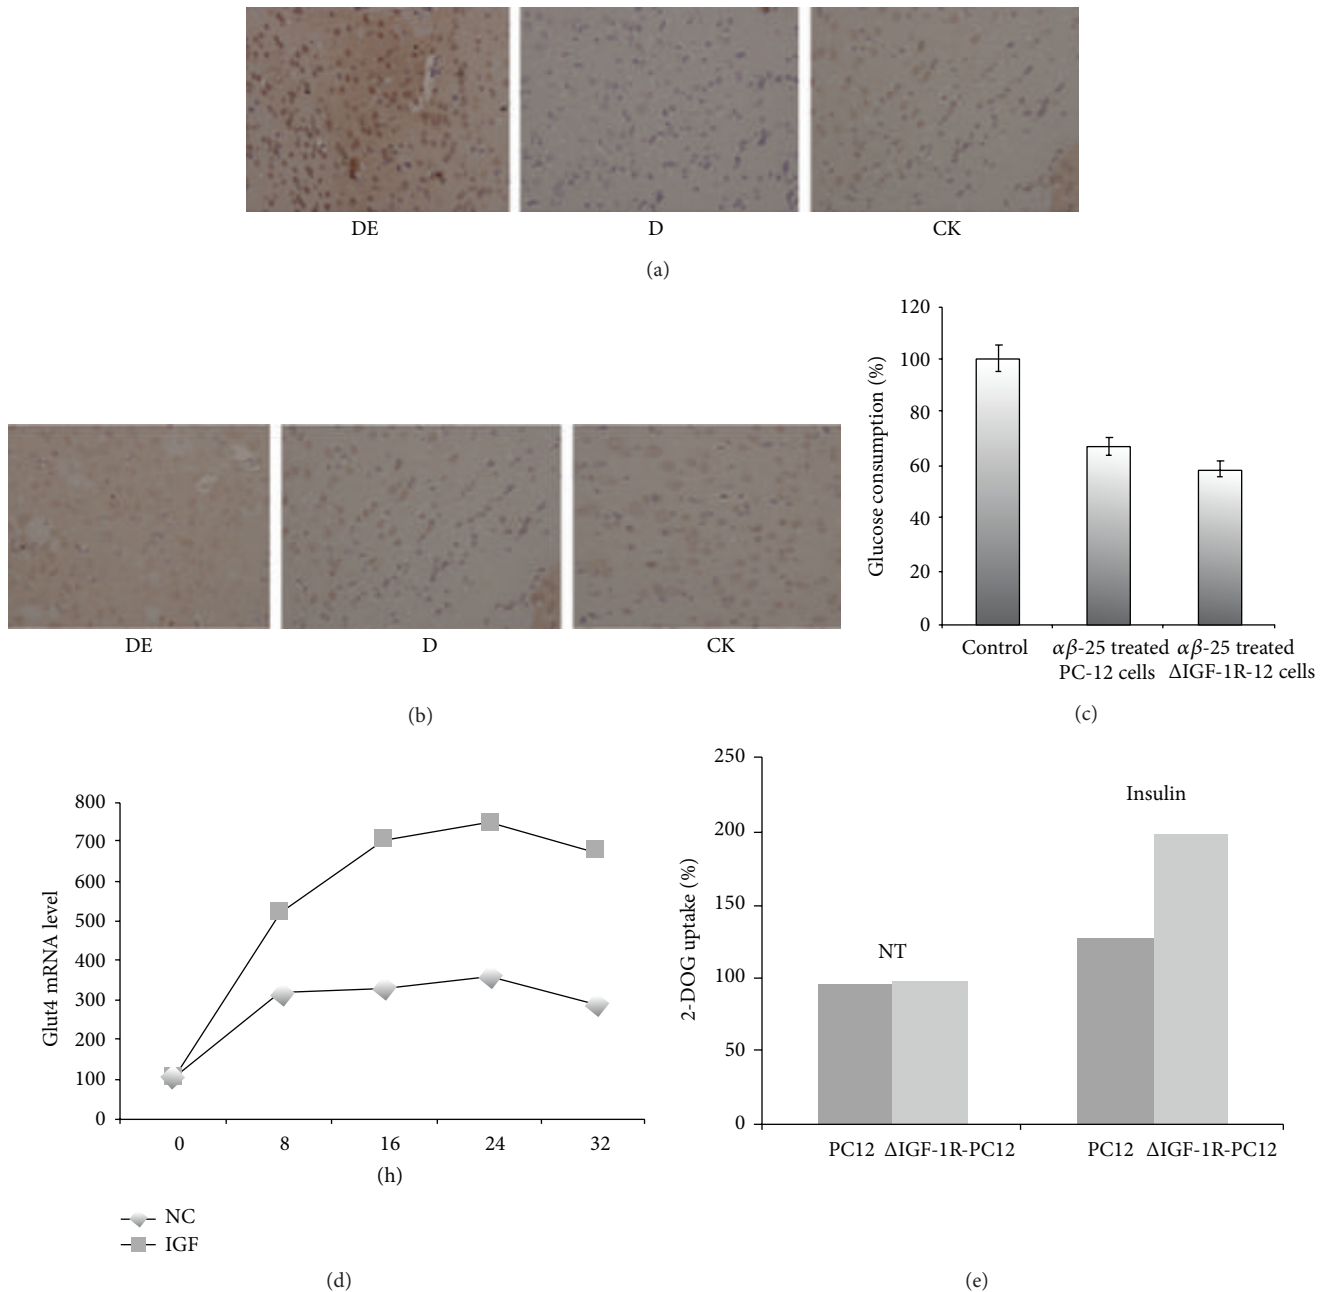 DE
D
CK
(a)
DE
D
CK
(b)
120
100
80
60
40
20
0
Glucose consumption (%)
Control
αβ-25 treated
PC-12 cells
αβ-25 treated
ΔIGF-1R-12 cells
(c)
800
700
600
500
400
300
200
100
0
Glut4 mRNA level
0
8
16
24
32
(h)
NC
IGF
(d)
250
200
150
100
50
0
2-DOG uptake (%)
NT
Insulin
PC12
ΔIGF-1R-PC12
PC12
ΔIGF-1R-PC12
(e)